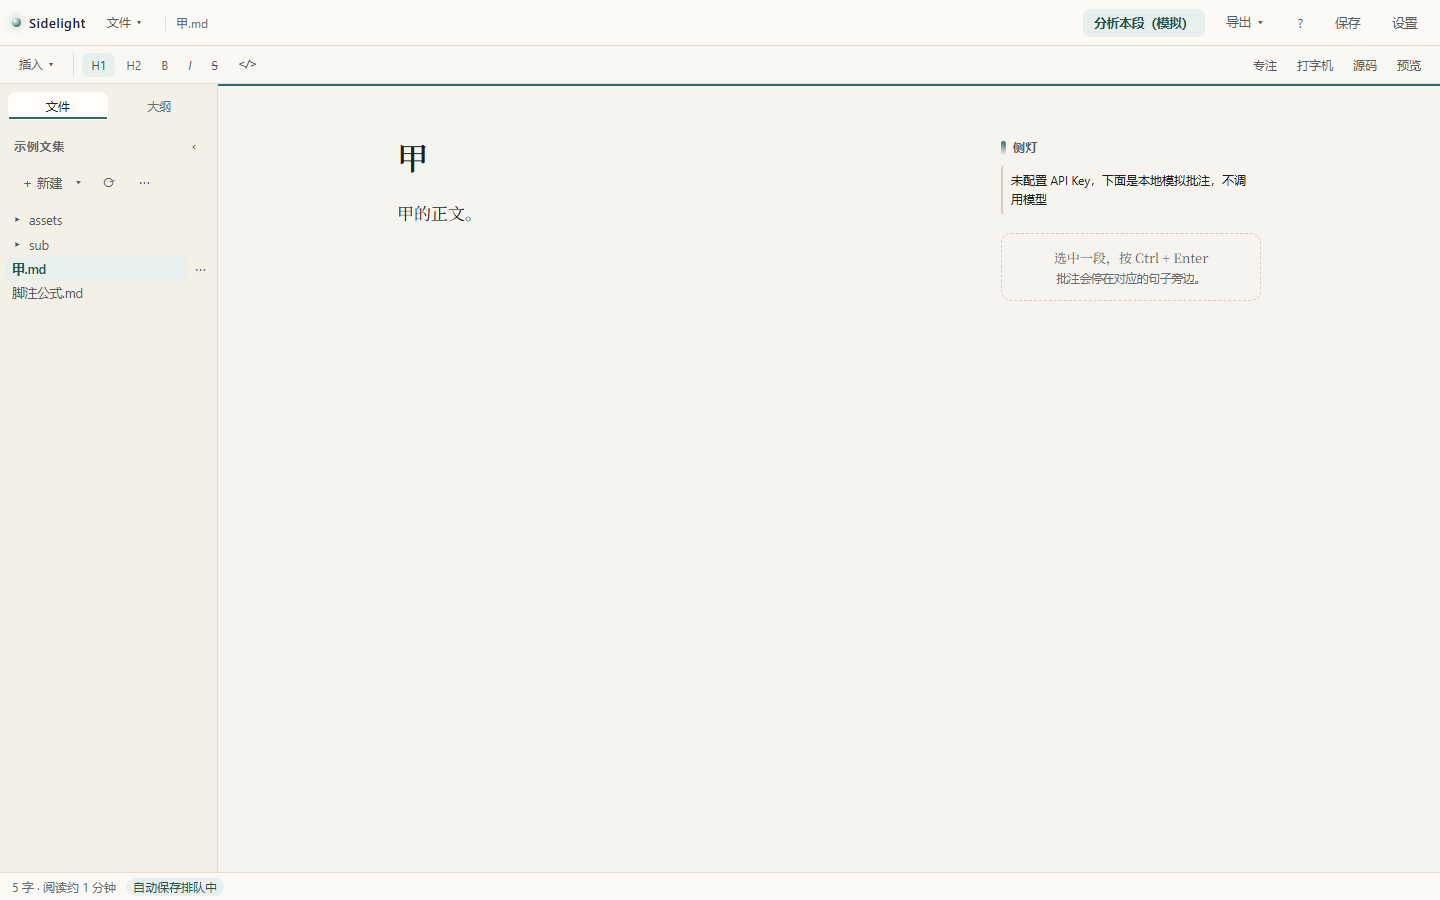 Sidelight 文件 甲.md 分析本段（模拟） 导出 ? 保存 设置
插入 H1 H2 B I S </> 专注 打字机 源码 预览
文件 大纲
示例文集
+ 新建 ...
assets
sub
甲.md ...
脚注公式.md
甲
甲的正文。
侧灯
未配置 API Key，下面是本地模拟批注，不调
用模型
选中一段，按 Ctrl + Enter
批注会停在对应的句子旁边。
5 字 · 阅读约 1 分钟 自动保存排队中